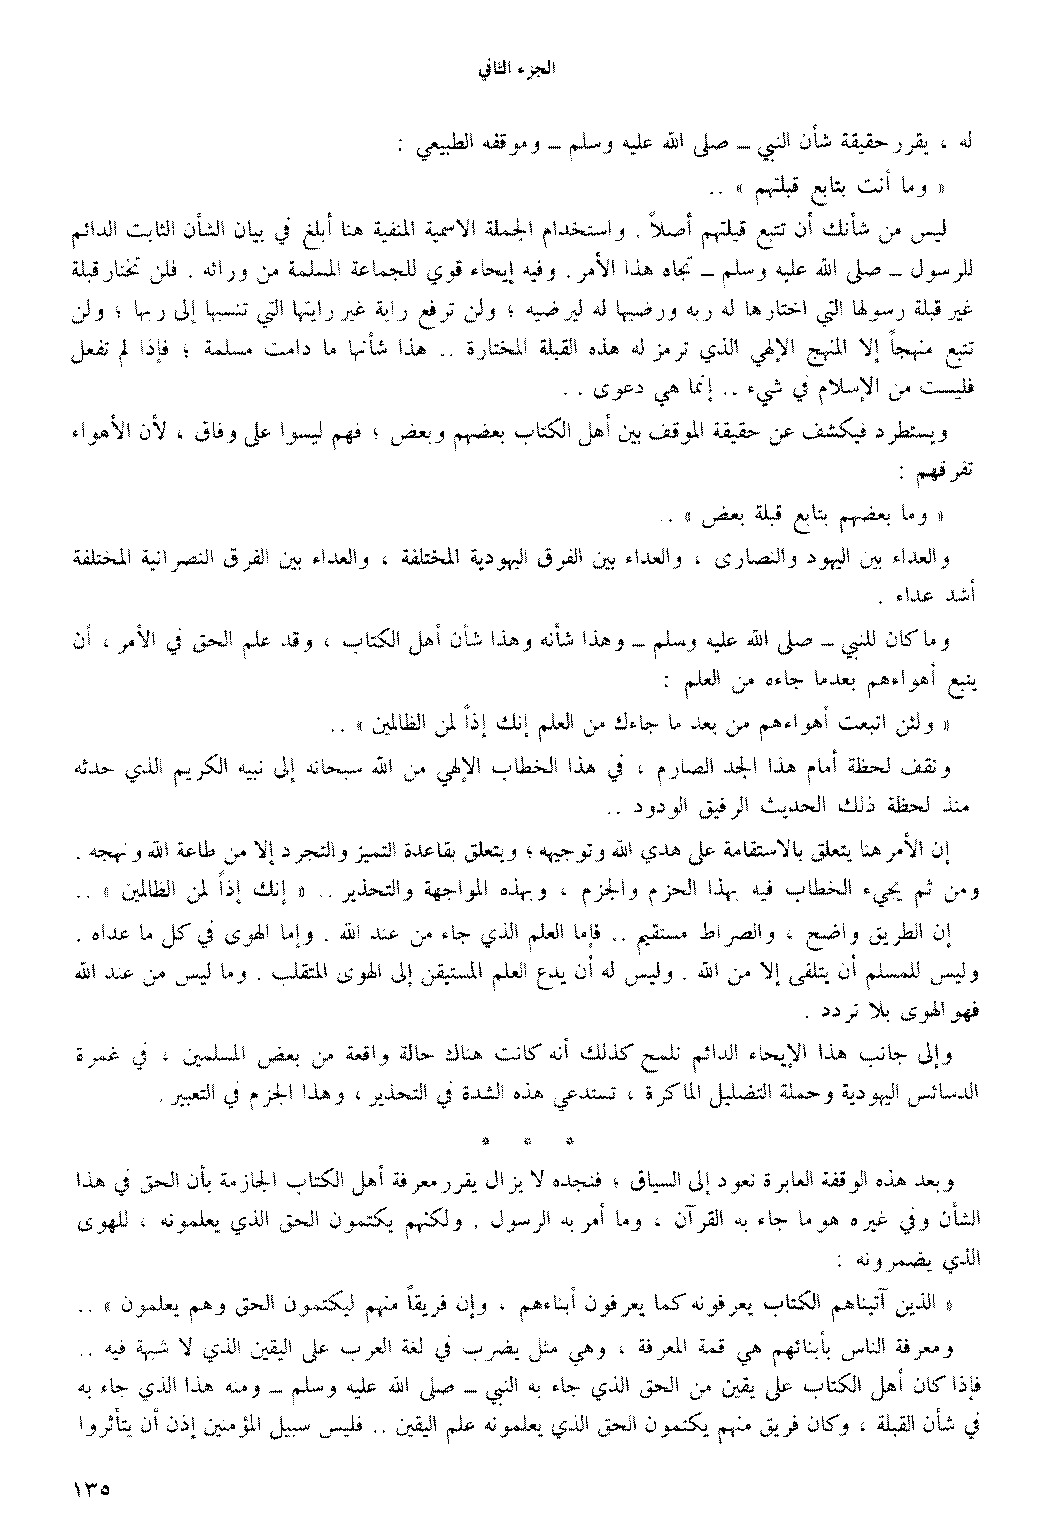 الجزء الثاني
له ، يقرر حقيقة شأن النبي – صلى الله عليه وسلم – وموقفه الطبيعي :
« وما أنت بتابع قبلتهم » ..
ليس من شأنك أن تتبع قبلتهم أصلاً . واستخدام الجملة الاسمية المنفية هنا أبلغ في بيان الشأن الثابت الدائم
للرسول – صلى الله عليه وسلم – تجاه هذا الأمر . وفيه إيحاء قوي للجماعة المسلمة من ورائه . فلن تختار قبلة
غير قبلة رسولها التي اختارها له ربه ورضيها له ليرضيه ؛ ولن ترفع راية غير رايتها التي تنسبها إلى ربها ؛ ولن
تتبع منهجاً إلا المنهج الإلهي الذي ترمز له هذه القبلة المختارة .. هذا شأنها ما دامت مسلمة ؛ فإذا لم تفعل
فليست من الإسلام في شيء .. إنما هي دعوى ..
ويستطرد فيكشف عن حقيقة الموقف بين أهل الكتاب بعضهم وبعض ؛ فهم ليسوا على وفاق ، لأن الأهواء
تفرقهم :
« وما بعضهم بتابع قبلة بعض » ..
والعداء بين اليهود والنصارى ، والعداء بين الفرق اليهودية المختلفة ، والعداء بين الفرق النصرانية المختلفة
أشد عداء .
وما كان للنبي – صلى الله عليه وسلم – وهذا شأنه وهذا شأن أهل الكتاب ، وقد علم الحق في الأمر ، أن
يتبع أهواءهم بعدما جاءه من العلم :
« ولئن اتبعت أهواءهم من بعد ما جاءك من العلم إنك إذاً لمن الظالمين » ..
ونقف لحظة أمام هذا الجد الصارم ، في هذا الخطاب الإلهي من الله سبحانه إلى نبيه الكريم الذي حدثه
منذ لحظة ذلك الحديث الرفيق الودود ..
إن الأمر هنا يتعلق بالاستقامة على هدي الله وتوجيهه ؛ ويتعلق بقاعدة التميز والتجرد إلا من طاعة الله ونهجه .
ومن ثم يجيء الخطاب فيه بهذا الحزم والجزم ، وبهذه المواجهة والتحذير .. « إنك إذاً لمن الظالمين » ..
إن الطريق واضح ، والصراط مستقيم .. فإما العلم الذي جاء من عند الله . وإما الهوى في كل ما عداه .
وليس للمسلم أن يتلقى إلا من الله . وليس له أن يدع العلم المستيقن إلى الهوى المتقلب . وما ليس من عند الله
فهو الهوى بلا تردد .
وإلى جانب هذا الإيحاء الدائم نلمح كذلك أنه كانت هناك حالة واقعة من بعض المسلمين ، في غمرة
الدسائس اليهودية وحملة التضليل الماكرة ، تستدعي هذه الشدة في التحذير ، وهذا الجزم في التعبير .
* * *
وبعد هذه الوقفة العابرة نعود إلى السياق ؛ فنجده لا يزال يقرر معرفة أهل الكتاب الجازمة بأن الحق في هذا
الشأن وفي غيره هو ما جاء به القرآن ، وما أمر به الرسول . ولكنهم يكتمون الحق الذي يعلمونه ، للهوى
الذي يضمرونه :
« الذين آتيناهم الكتاب يعرفونه كما يعرفون أبناءهم ، وإن فريقاً منهم ليكتمون الحق وهم يعلمون » ..
ومعرفة الناس بأبنائهم هي قمة المعرفة ، وهي مثل يضرب في لغة العرب على اليقين الذي لا شبهة فيه ..
فإذا كان أهل الكتاب على يقين من الحق الذي جاء به النبي – صلى الله عليه وسلم – ومنه هذا الذي جاء به
في شأن القبلة ، وكان فريق منهم يكتمون الحق الذي يعلمونه علم اليقين .. فليس سبيل المؤمنين إذن أن يتأثروا
١٣٥